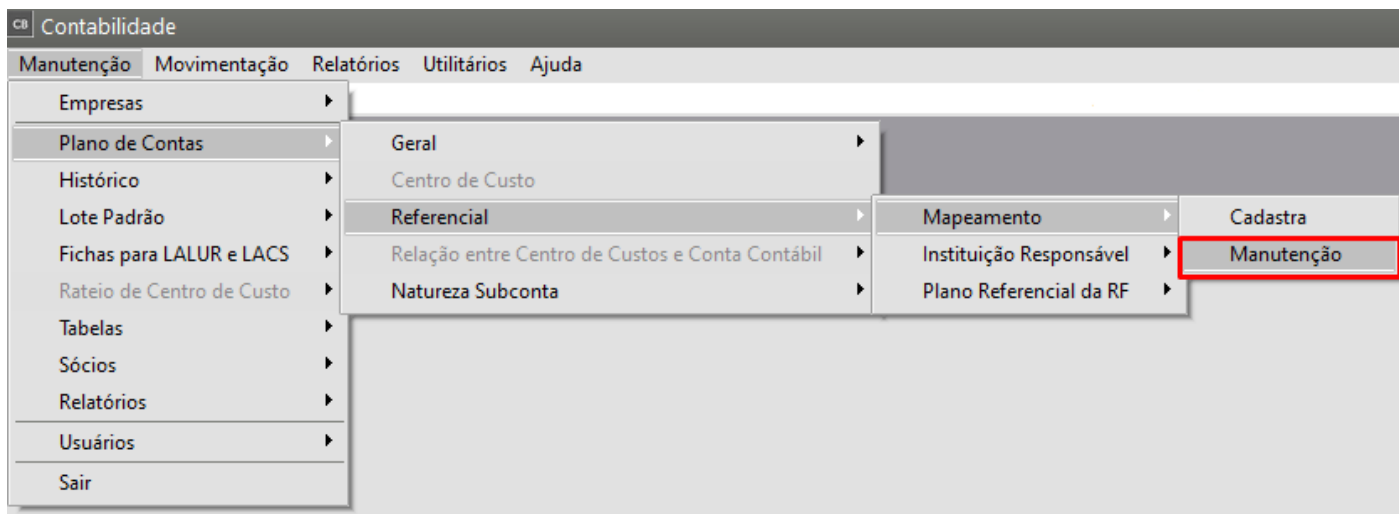 CB Contabilidade
Manutenção Movimentação Relatórios Utilitários Ajuda
Empresas
Plano de Contas
Histórico
Lote Padrão
Fichas para LALUR e LACS
Rateio de Centro de Custo
Tabelas
Sócios
Relatórios
Usuários
Sair
Geral
Centro de Custo
Referencial
Relação entre Centro de Custos e Conta Contábil
Natureza Subconta
Mapeamento
Instituição Responsável
Plano Referencial da RF
Cadastra
Manutenção